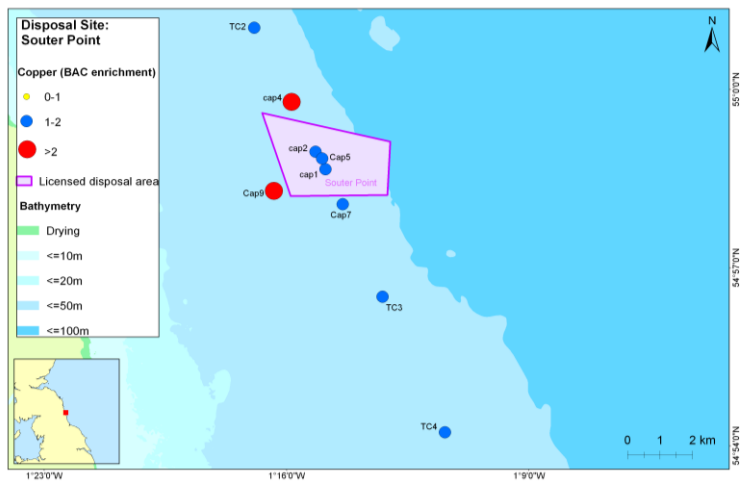 Disposal Site:
Souter Point
Copper (BAC enrichment)
0-1
1-2
>2
Licensed disposal area
Bathymetry
Drying
<=10m
<=20m
<=50m
<=100m
TC2
N
cap4
55°0'0"N
cap2
Cap5
cap1
Souter Point
Cap9
Cap7
54°57'0"N
TC3
TC4
0 1 2 km
54°54'0"N
1°23'0"W 1°16'0"W 1°9'0"W